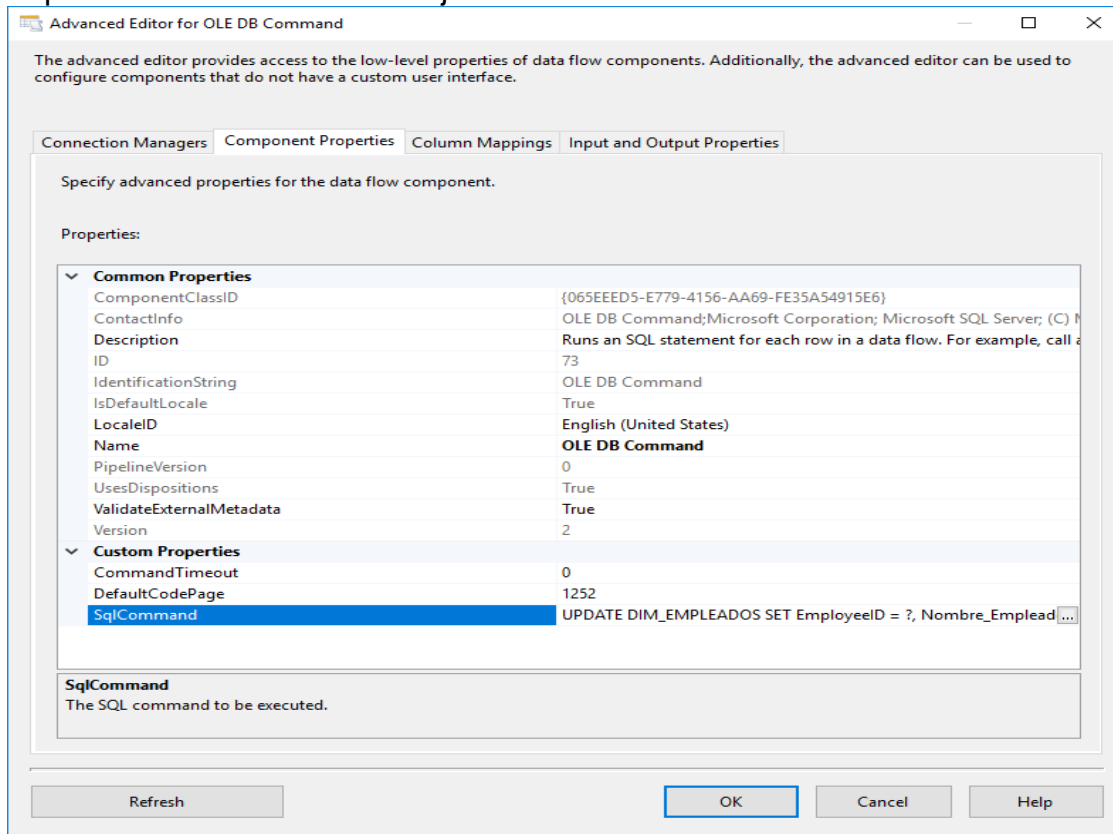 Advanced Editor for OLE DB Command
The advanced editor provides access to the low-level properties of data flow components. Additionally, the advanced editor can be used to
configure components that do not have a custom user interface.
Connection Managers Component Properties Column Mappings Input and Output Properties
Specify advanced properties for the data flow component.
Properties:
Common Properties
ComponentClassID {065EEED5-E779-4156-AA69-FE35A54915E6}
ContactInfo OLE DB Command;Microsoft Corporation; Microsoft SQL Server; (C)
Description Runs an SQL statement for each row in a data flow. For example, call
ID 73
IdentificationString OLE DB Command
IsDefaultLocale True
LocaleID English (United States)
Name OLE DB Command
PipelineVersion 0
UsesDispositions True
ValidateExternalMetadata True
Version 2
Custom Properties
CommandTimeout 0
DefaultCodePage 1252
SqlCommand UPDATE DIM_EMPLEADOS SET EmployeeID = ?, Nombre_Emplead ...
SqlCommand
The SQL command to be executed.
Refresh OK Cancel Help